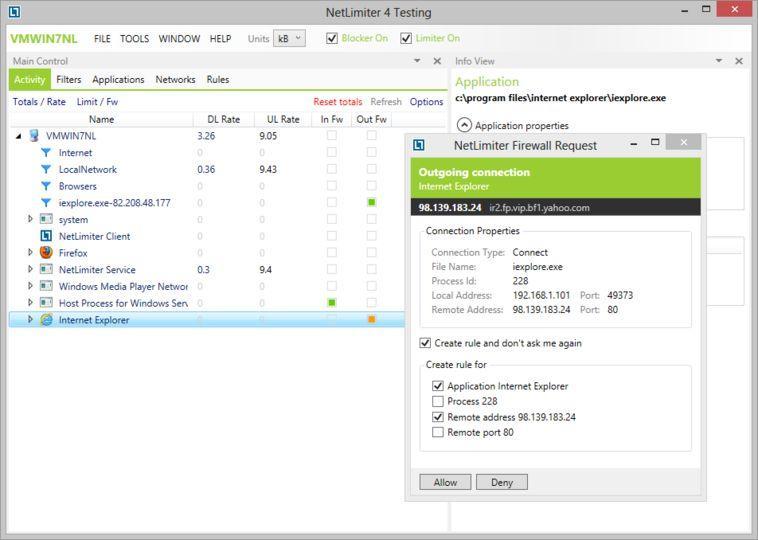 NetLimiter 4 Testing
VMWIN7NL FILE TOOLS WINDOW HELP Units kB Blocker On Limiter On
Main Control
Activity Filters Applications Networks Rules
Totals / Rate Limit / Fw Reset totals Refresh Options
Name DL Rate UL Rate In Fw Out Fw
VMWIN7NL 3.26 9.05
Internet 0 0
LocalNetwork 0.36 9.43
Browsers 0 0
iexplore.exe-82.208.48.177 0 0
system 0 0
NetLimiter Client 0 0
Firefox 0 0
NetLimiter Service 0.3 9.4
Windows Media Player Networ 0 0
Host Process for Windows Serv 0 0
Internet Explorer 0 0
Info View
Application
c:\program files\internet explorer\iexplore.exe
Application properties
NetLimiter Firewall Request
Outgoing connection
Internet Explorer
98.139.183.24 ir2.fp.vip.bf1.yahoo.com
Connection Properties
Connection Type: Connect
File Name: iexplore.exe
Process Id: 228
Local Address: 192.168.1.101 Port: 49373
Remote Address: 98.139.183.24 Port: 80
Create rule and don't ask me again
Create rule for
Application Internet Explorer
Process 228
Remote address 98.139.183.24
Remote port 80
Allow Deny